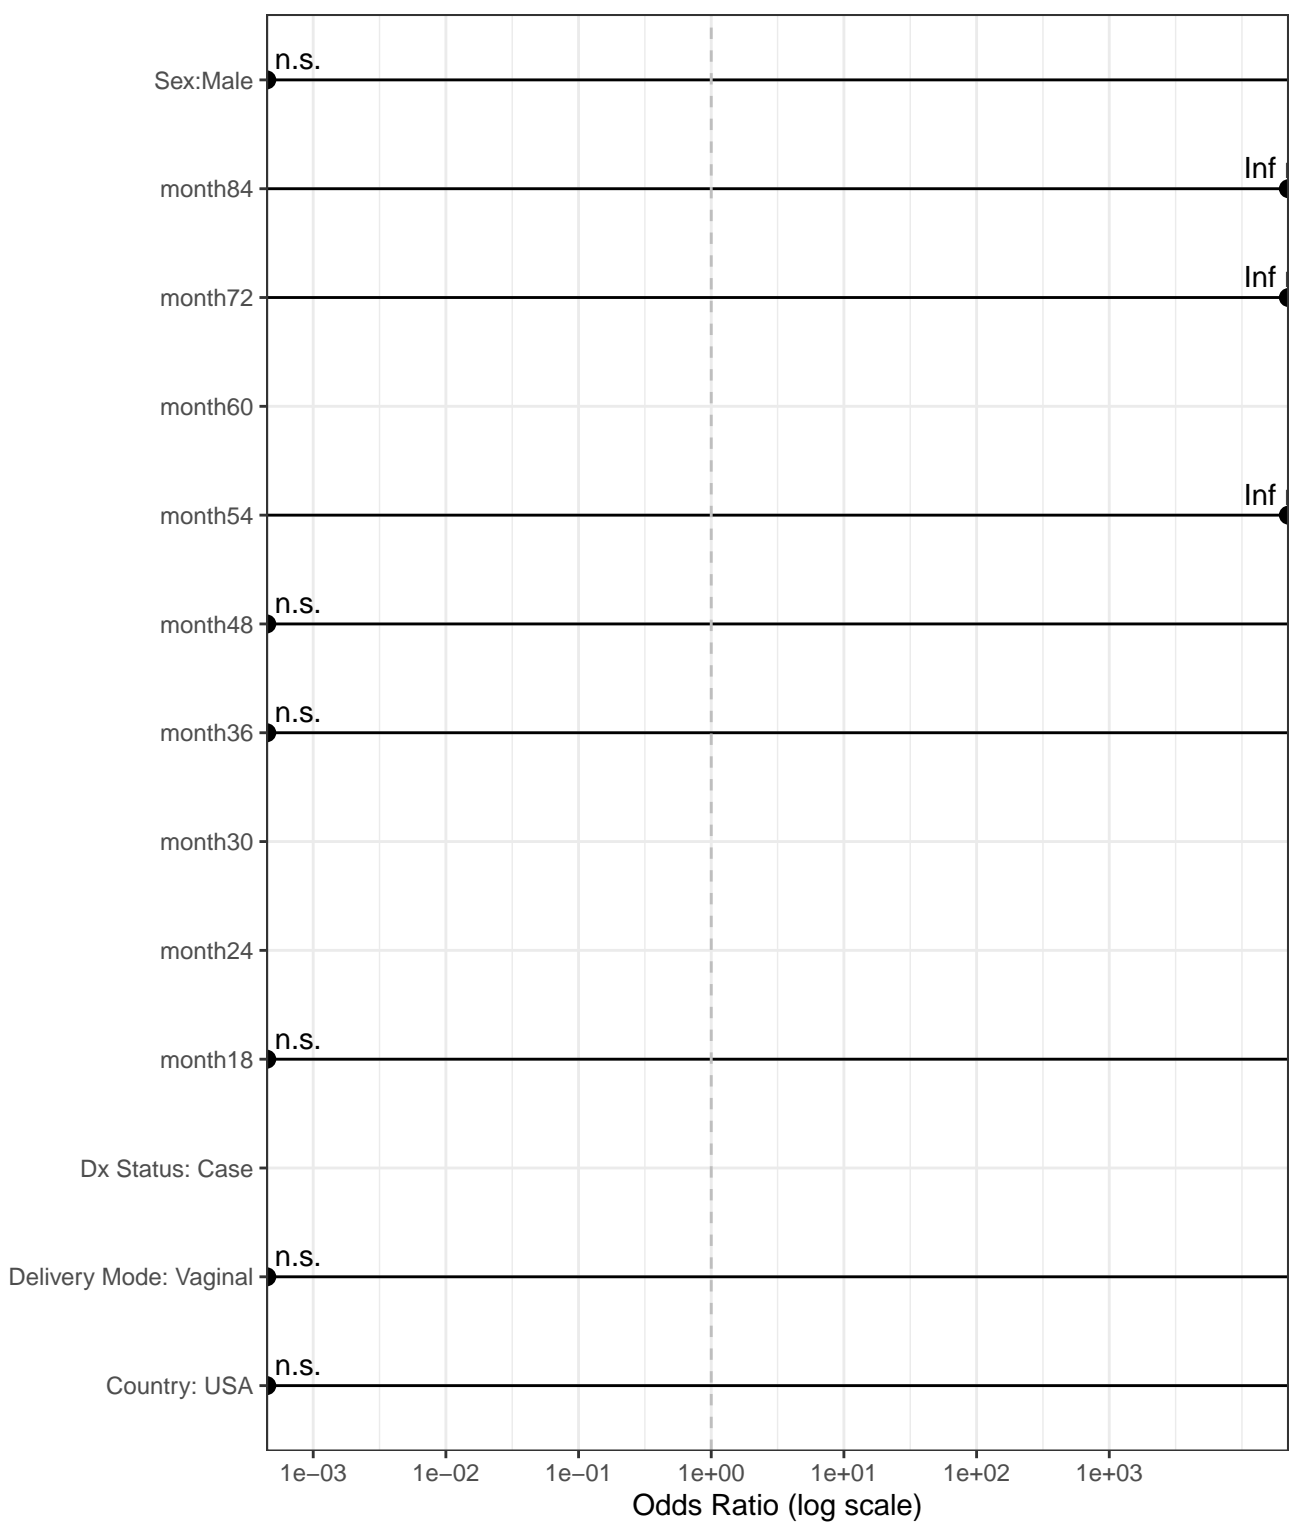 n.s.
Sex:Male
Inf
month84
Inf
month72
month60
Inf
month54
n.s.
month48
n.s.
month36
month30
month24
n.s.
month18
Dx Status: Case
n.s.
Delivery Mode: Vaginal
n.s.
Country: USA
1e−03 1e−02 1e−01 1e+00 1e+01 1e+02 1e+03
Odds Ratio (log scale)